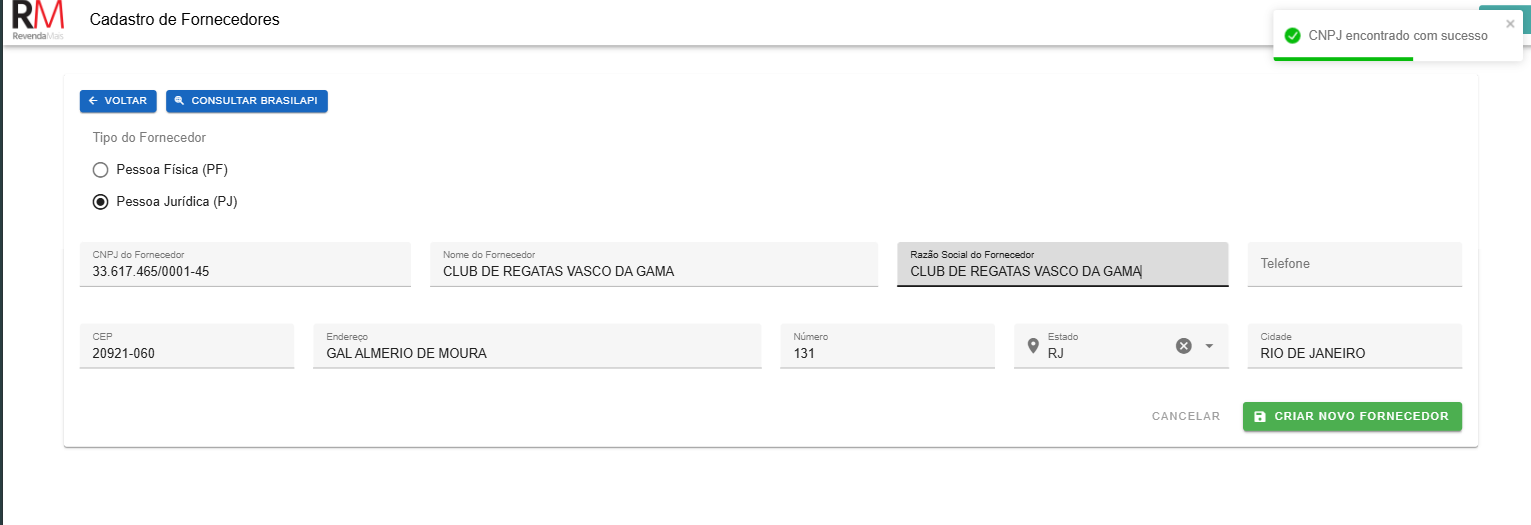 RM
RevendaMais
Cadastro de Fornecedores
CNPJ encontrado com sucesso
VOLTAR
CONSULTAR BRASILAPI
Tipo do Fornecedor
Pessoa Física (PF)
Pessoa Jurídica (PJ)
CNPJ do Fornecedor
33.617.465/0001-45
Nome do Fornecedor
CLUB DE REGATAS VASCO DA GAMA
Razão Social do Fornecedor
CLUB DE REGATAS VASCO DA GAMA
Telefone
CEP
20921-060
Endereço
GAL ALMERIO DE MOURA
Número
131
Estado
RJ
Cidade
RIO DE JANEIRO
CANCELAR
CRIAR NOVO FORNECEDOR